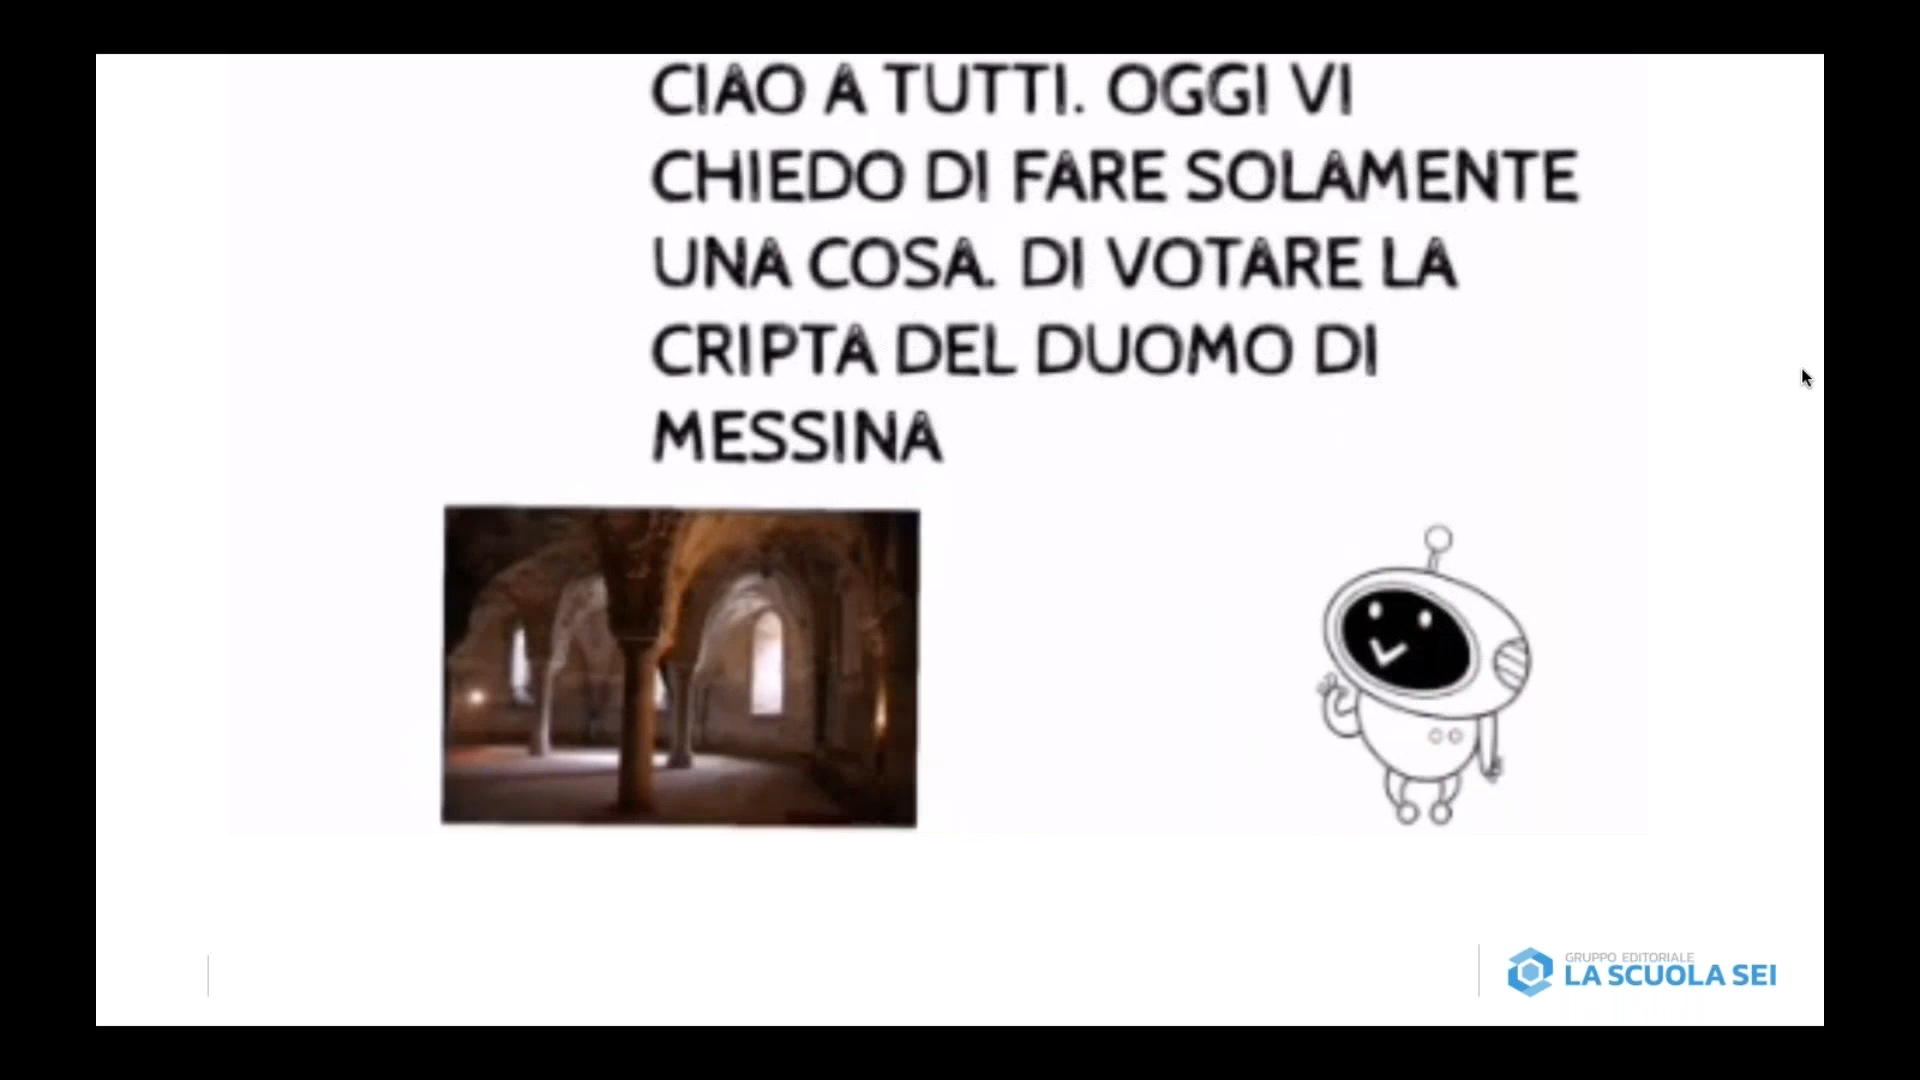 CIAO A TUTTI. OGGI VI
CHIEDO DI FARE SOLAMENTE
UNA COSA. DI VOTARE LA
CRIPTA DEL DUOMO DI
MESSINA
GRUPPO EDITORIALE
LA SCUOLA SEI